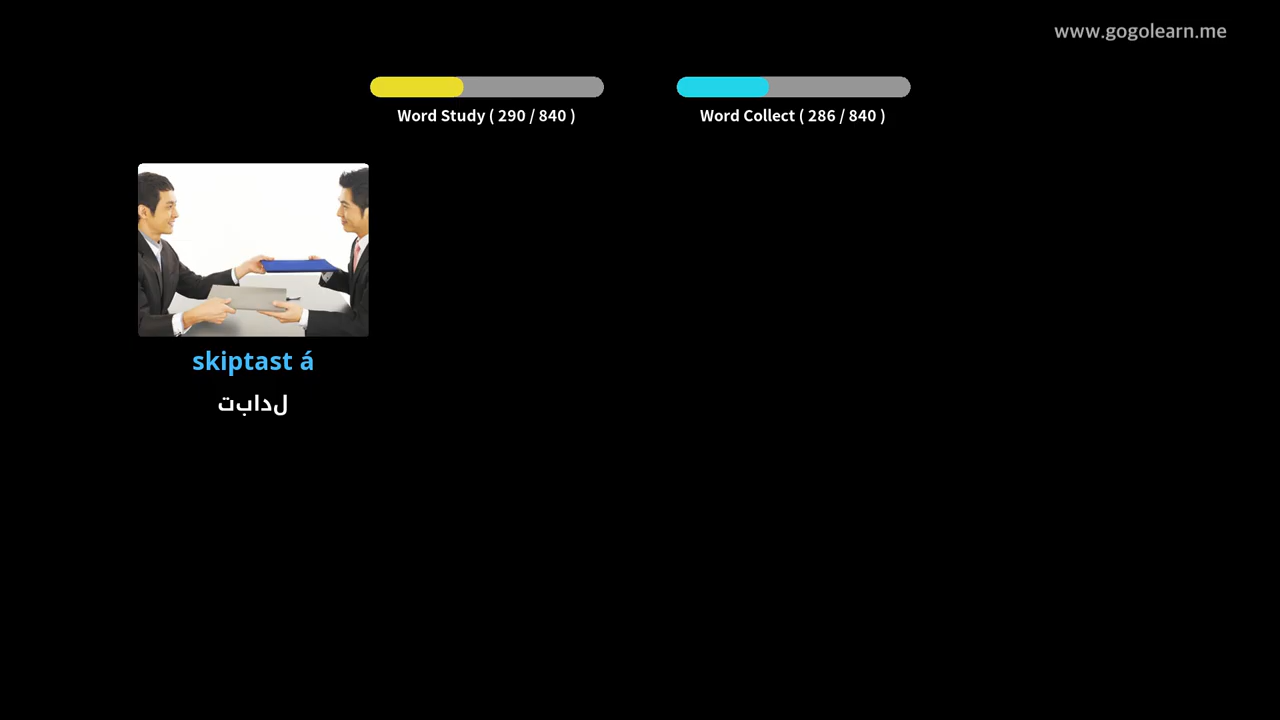 www.gogolearn.me
Word Study ( 290 / 840 )
Word Collect ( 286 / 840 )
skiptast á
تبادل